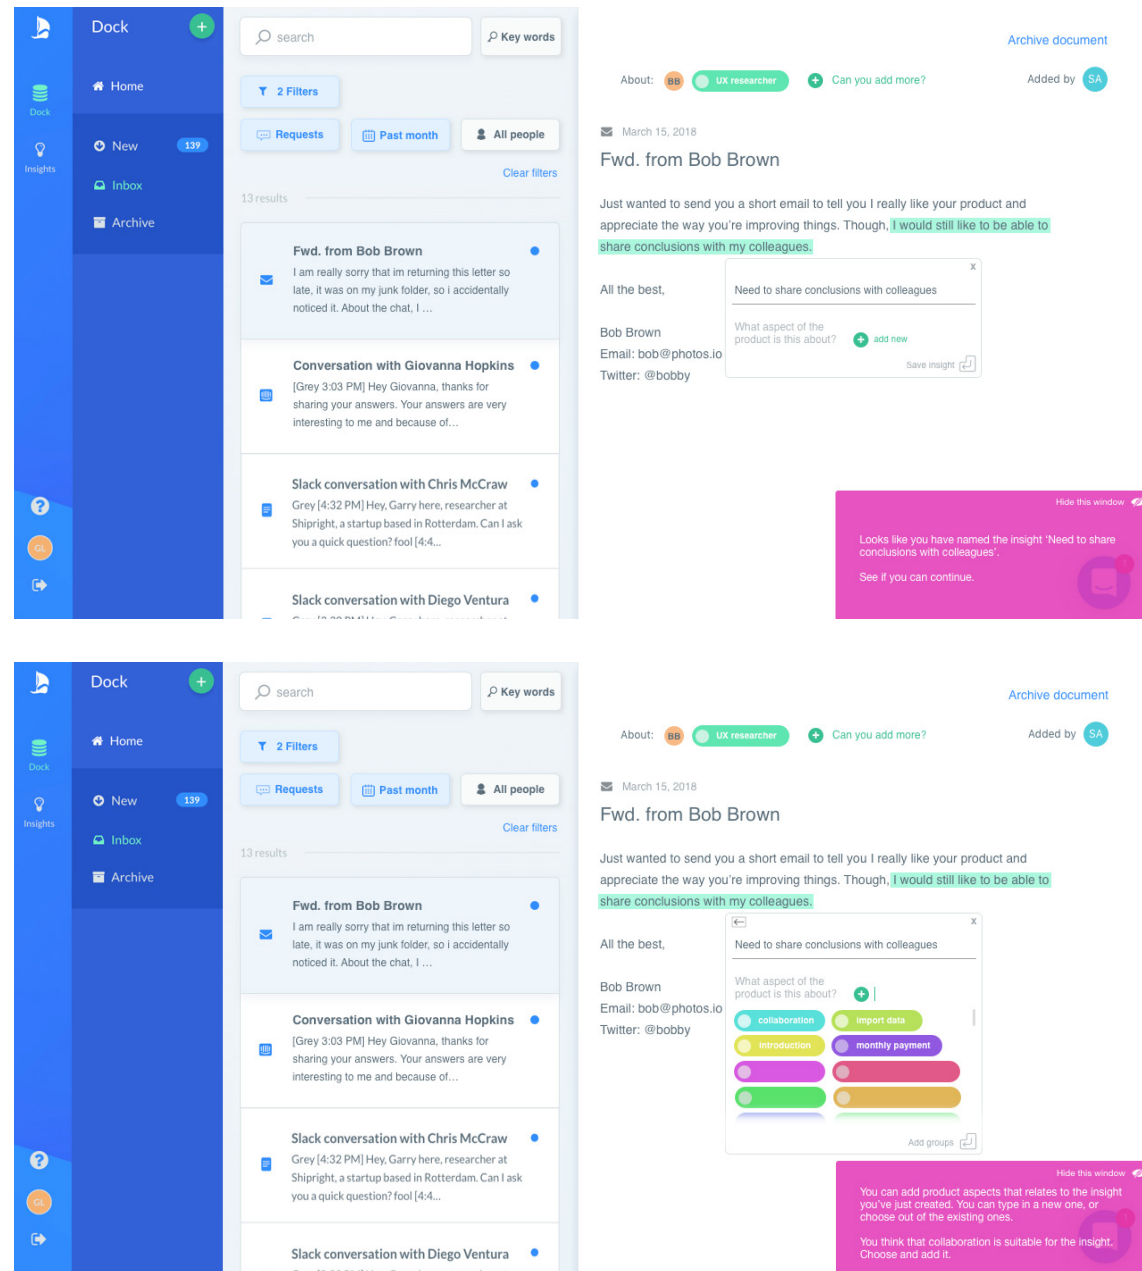 Dock
+
search
Key words
Archive document
Home
2 Filters
About:
BB
UX researcher
Can you add more?
Added by
SA
Dock
New
139
Requests
Past month
All people
March 15, 2018
Insights
Clear filters
Fwd. from Bob Brown
Inbox
13 results
Archive
Just wanted to send you a short email to tell you I really like your product and
appreciate the way you're improving things. Though, I would still like to be able to
share conclusions with my colleagues.
Fwd. from Bob Brown
I am really sorry that im returning this letter so
late, it was on my junk folder, so i accidentally
noticed it. About the chat, I ...
x
All the best,
Need to share conclusions with colleagues
Bob Brown
Email: bob@photos.io
Twitter: @bobby
What aspect of the
product is this about?
add new
Save insight
Conversation with Giovanna Hopkins
[Grey 3:03 PM] Hey Giovanna, thanks for
sharing your answers. Your answers are very
interesting to me and because of...
Slack conversation with Chris McCraw
Grey [4:32 PM] Hey, Garry here, researcher at
Shipright, a startup based in Rotterdam. Can I ask
you a quick question? fool [4:4...
?
GL
Hide this window
Looks like you have named the insight 'Need to share
conclusions with colleagues'.
See if you can continue.
1
Slack conversation with Diego Ventura
Dock
+
search
Key words
Archive document
Home
2 Filters
About:
BB
UX researcher
Can you add more?
Added by
SA
Dock
New
139
Requests
Past month
All people
March 15, 2018
Insights
Clear filters
Fwd. from Bob Brown
Inbox
13 results
Archive
Just wanted to send you a short email to tell you I really like your product and
appreciate the way you're improving things. Though, I would still like to be able to
share conclusions with my colleagues.
Fwd. from Bob Brown
I am really sorry that im returning this letter so
late, it was on my junk folder, so i accidentally
noticed it. About the chat, I ...
x
All the best,
Need to share conclusions with colleagues
Bob Brown
Email: bob@photos.io
Twitter: @bobby
What aspect of the
product is this about?
collaboration
import data
introduction
monthly payment
Add groups
Conversation with Giovanna Hopkins
[Grey 3:03 PM] Hey Giovanna, thanks for
sharing your answers. Your answers are very
interesting to me and because of...
Slack conversation with Chris McCraw
Grey [4:32 PM] Hey, Garry here, researcher at
Shipright, a startup based in Rotterdam. Can I ask
you a quick question? fool [4:4...
?
GL
Hide this window
You can add product aspects that relates to the insight
you've just created. You can type in a new one, or
choose out of the existing ones.
You think that collaboration is suitable for the insight.
Choose and add it.
1
Slack conversation with Diego Ventura